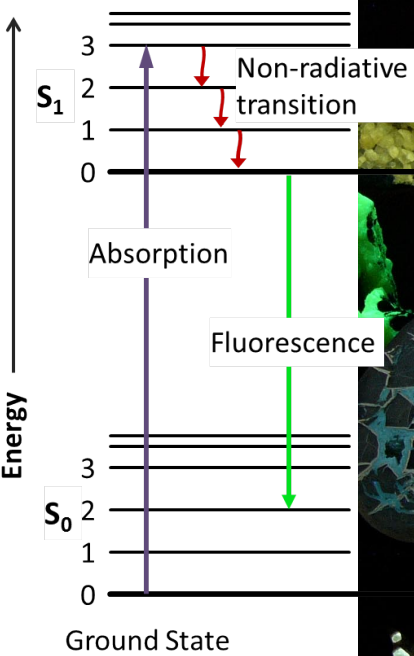 3
Non-radiative
transition
S₁ 2
1
0
Absorption
Fluorescence
Energy
3
S₀ 2
1
0
Ground State